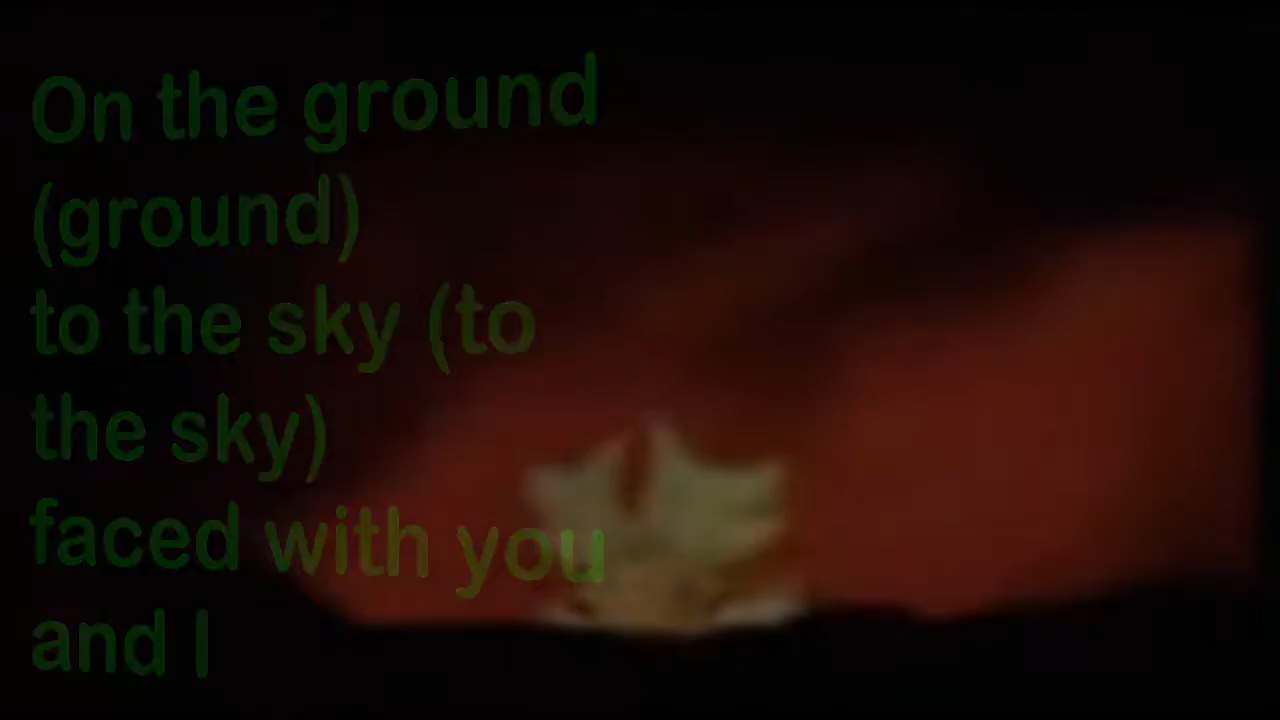 On the ground
(ground)
to the sky (to
the sky)
faced with you
and I